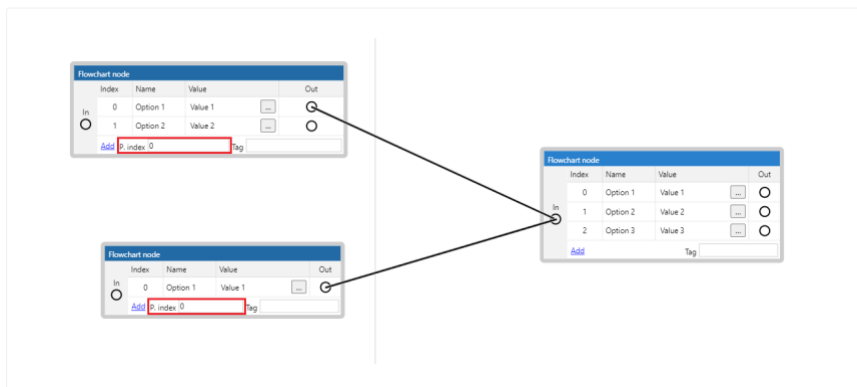 Flowchart node
Index Name Value Out
In
0 Option 1 Value 1 ...
1 Option 2 Value 2 ...
Add P. index 0 Tag
Flowchart node
Index Name Value Out
In
0 Option 1 Value 1 ...
1 Option 2 Value 2 ...
2 Option 3 Value 3 ...
Add Tag
Flowchart node
Index Name Value Out
In
0 Option 1 Value 1 ...
Add P. index 0 Tag